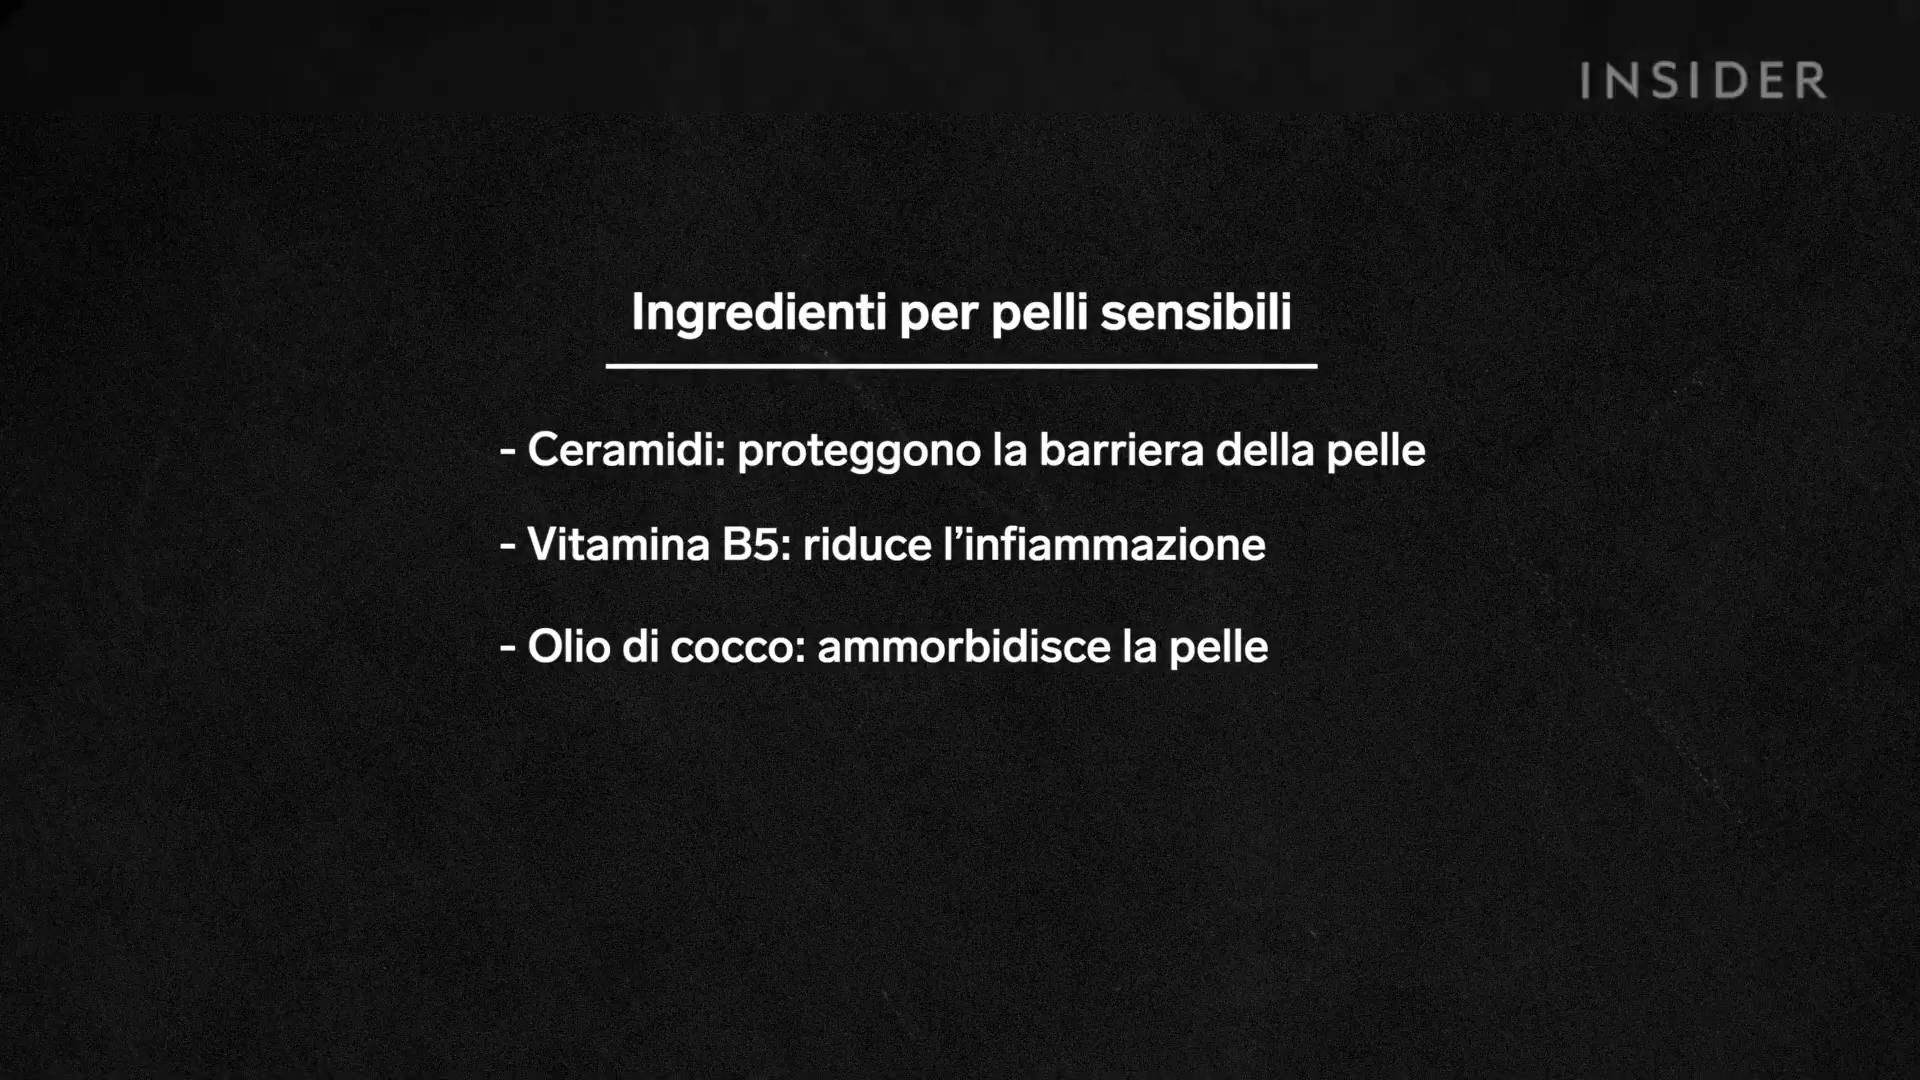 INSIDER
Ingredienti per pelli sensibili
- Ceramidi: proteggono la barriera della pelle
- Vitamina B5: riduce l’infiammazione
- Olio di cocco: ammorbidisce la pelle